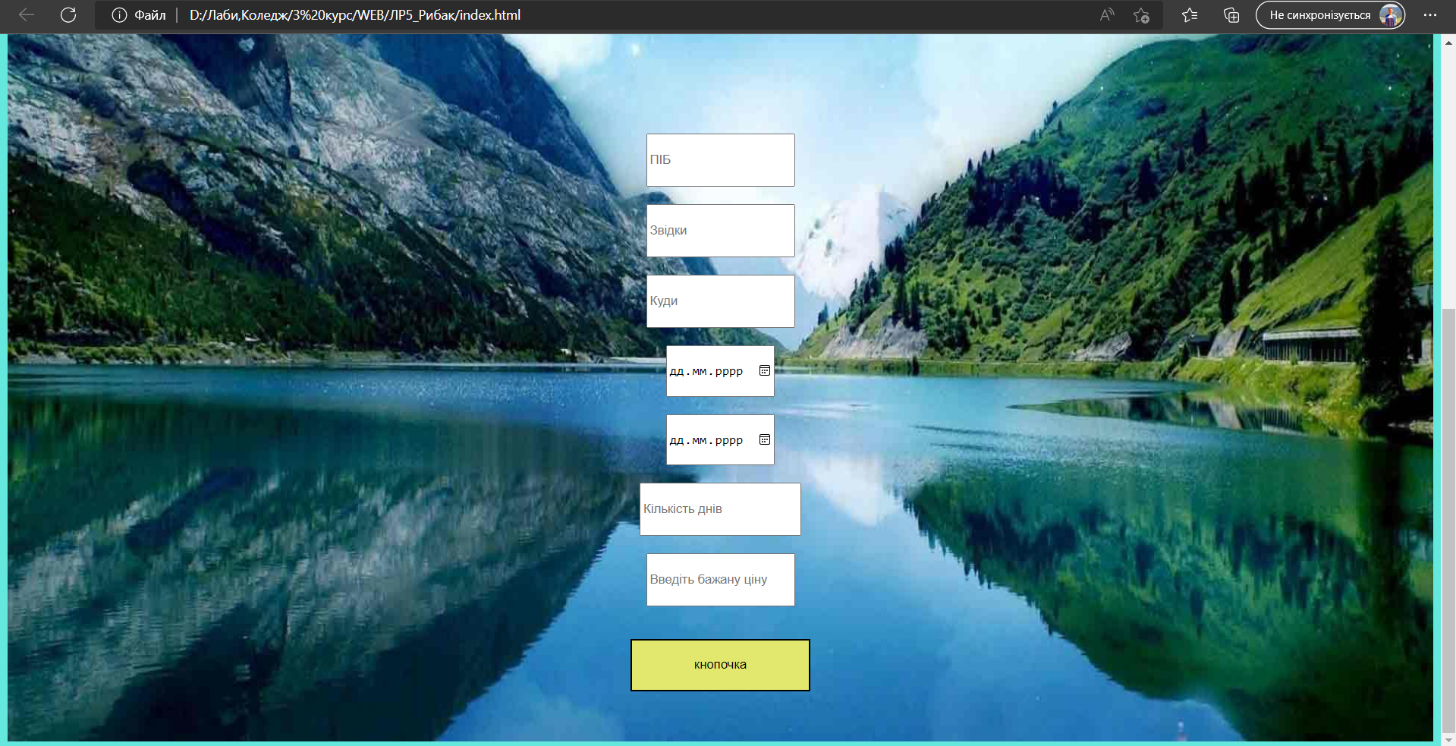 Файл D:/Лаби,Коледж/3%20курс/WEB/ЛР5_Рибак/index.html Не синхронізується
ПІБ
Звідки
Куди
дд.мм.рррр
дд.мм.рррр
Кількість днів
Введіть бажану ціну
кнопочка